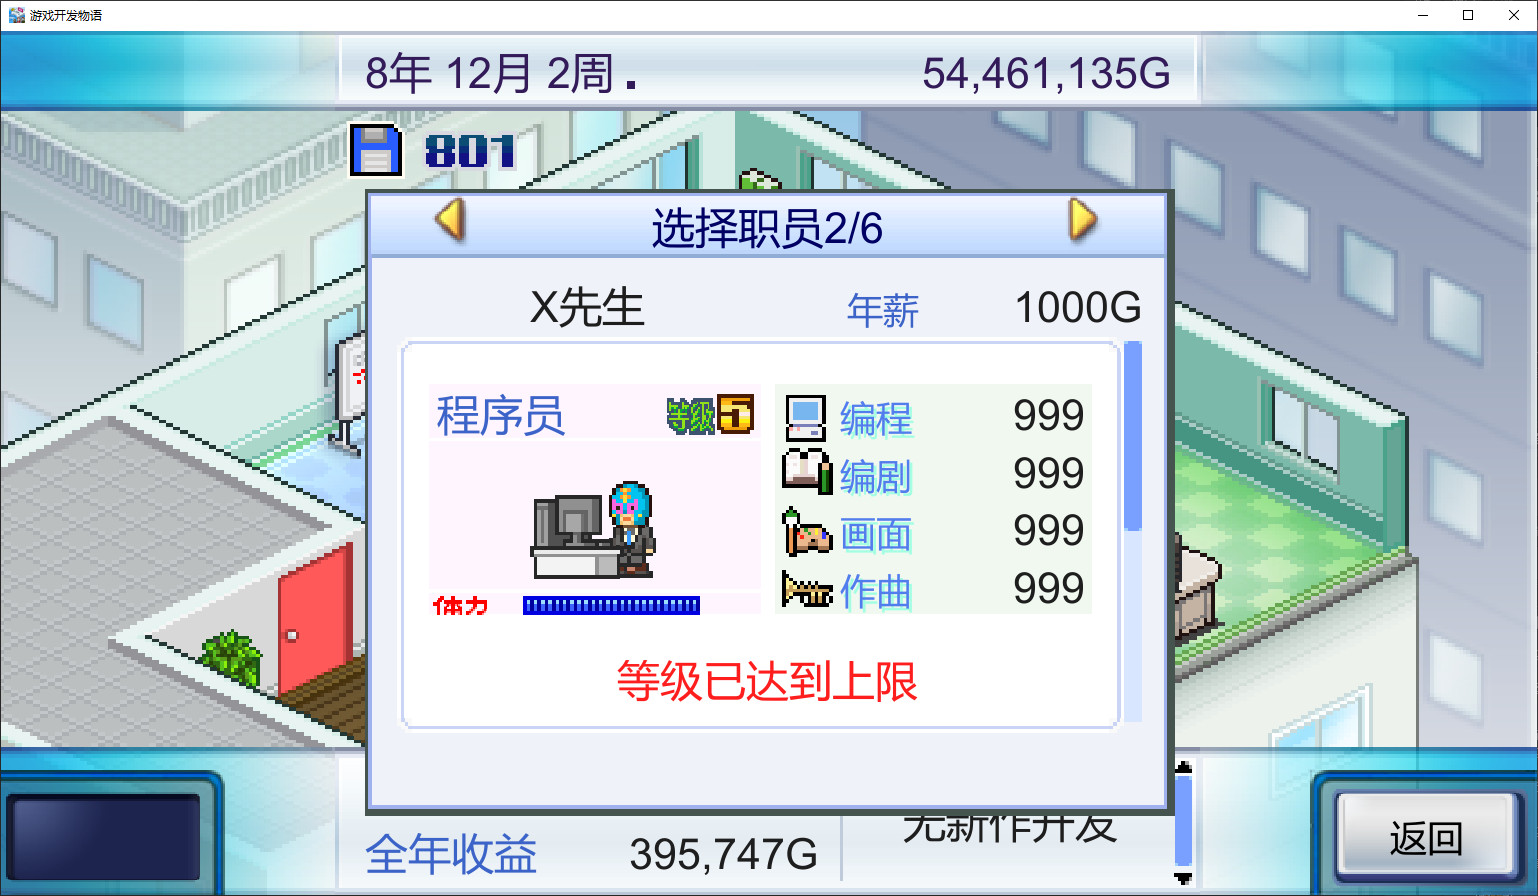 游戏开发物语
8年 12月 2周 . 54,461,135G
801
选择职员2/6
X先生 年薪 1000G
程序员 等级5
编程 999
编剧 999
画面 999
作曲 999
体力
等级已达到上限
全年收益 395,747G
无新作开发
返回